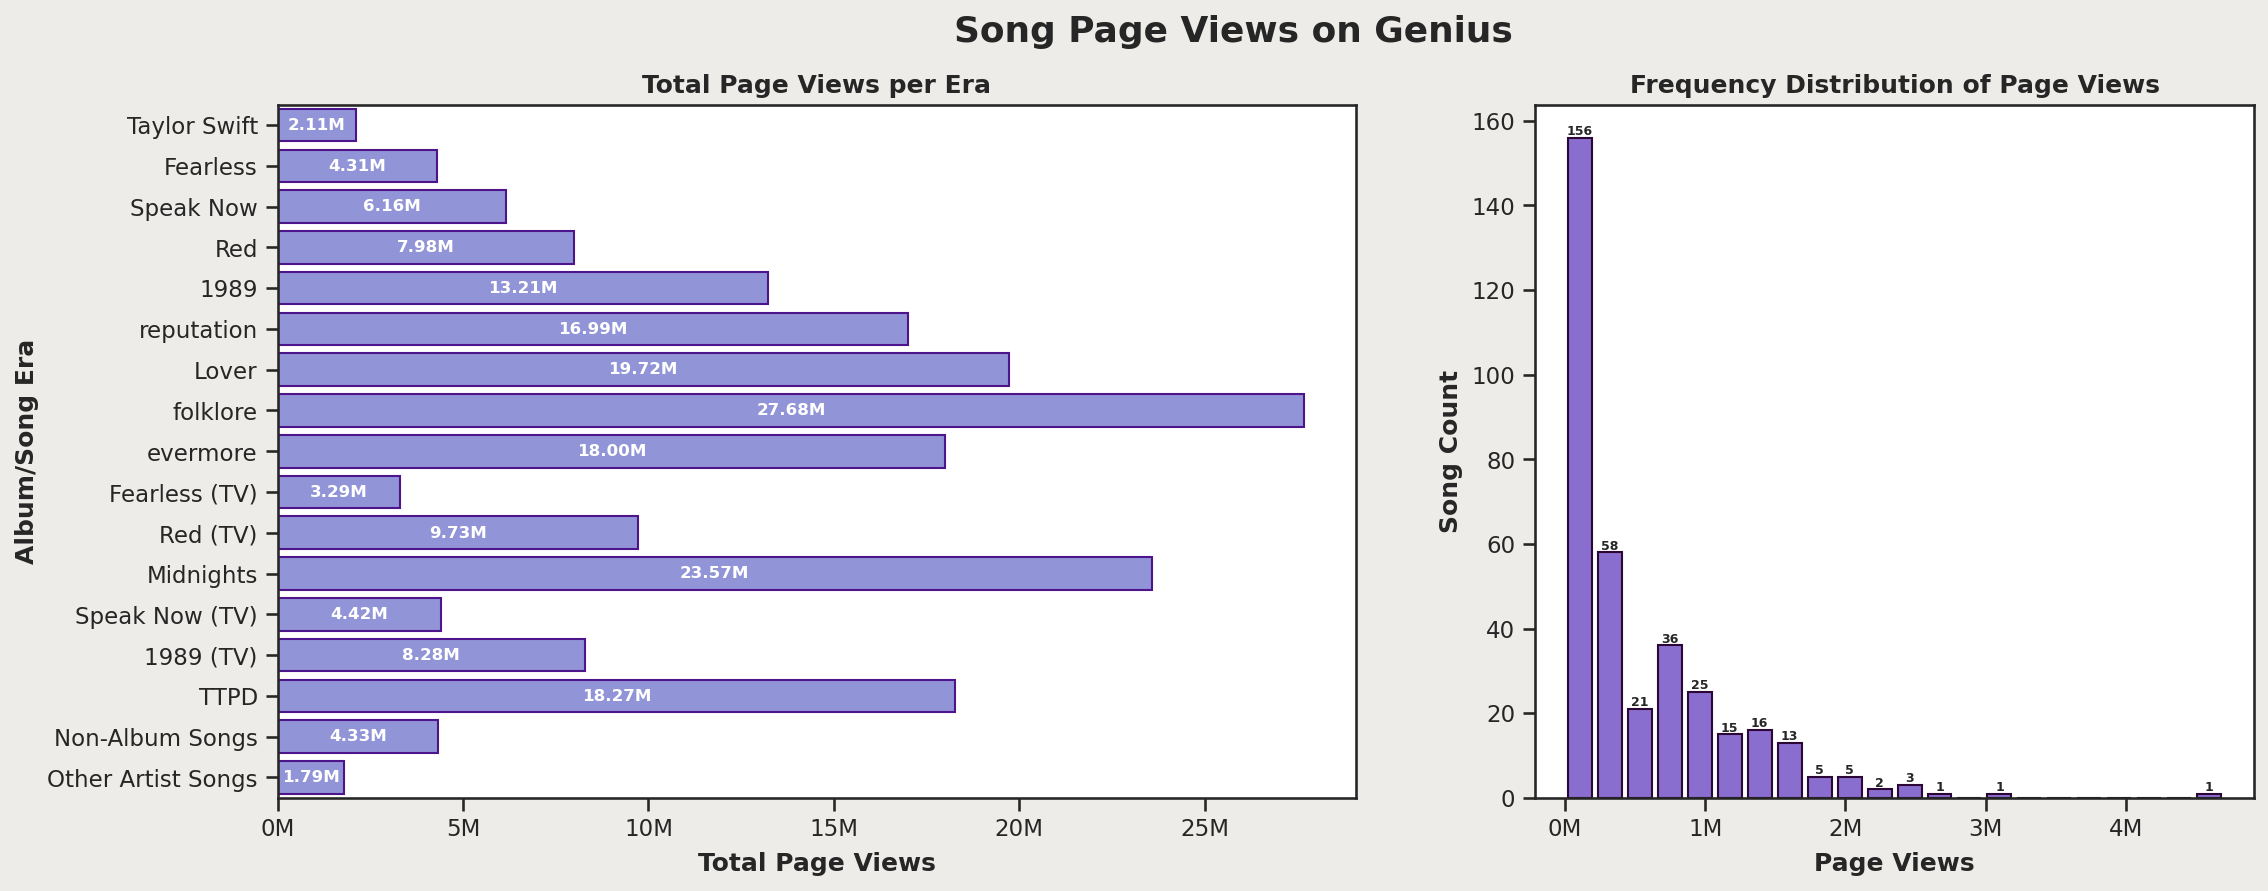 Song Page Views on Genius
Total Page Views per Era
Album/Song Era
Taylor Swift 2.11M
Fearless 4.31M
Speak Now 6.16M
Red 7.98M
1989 13.21M
reputation 16.99M
Lover 19.72M
folklore 27.68M
evermore 18.00M
Fearless (TV) 3.29M
Red (TV) 9.73M
Midnights 23.57M
Speak Now (TV) 4.42M
1989 (TV) 8.28M
TTPD 18.27M
Non-Album Songs 4.33M
Other Artist Songs 1.79M
0M 5M 10M 15M 20M 25M
Total Page Views
Frequency Distribution of Page Views
Song Count
160
140
120
100
80
60
40
20
0
156
58
21
36
25
15
16
13
5
5
2
3
1
1
1
0M 1M 2M 3M 4M
Page Views